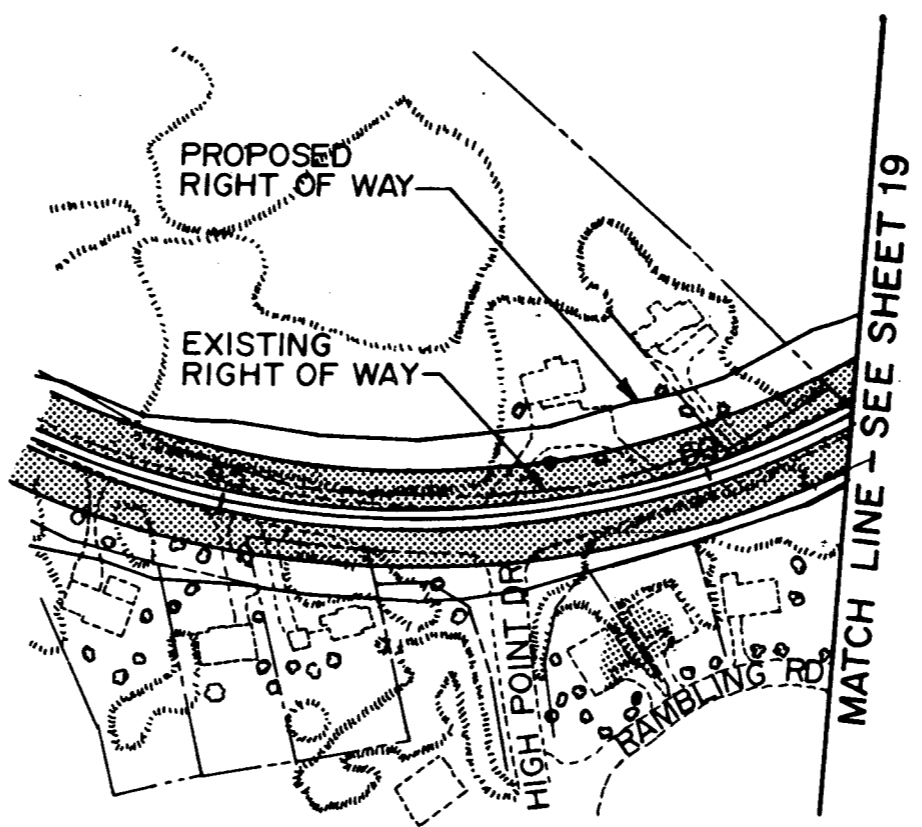 PROPOSED
RIGHT OF WAY
EXISTING
RIGHT OF WAY
HIGH POINT DR
RAMBLING RD
MATCH LINE - SEE SHEET 19